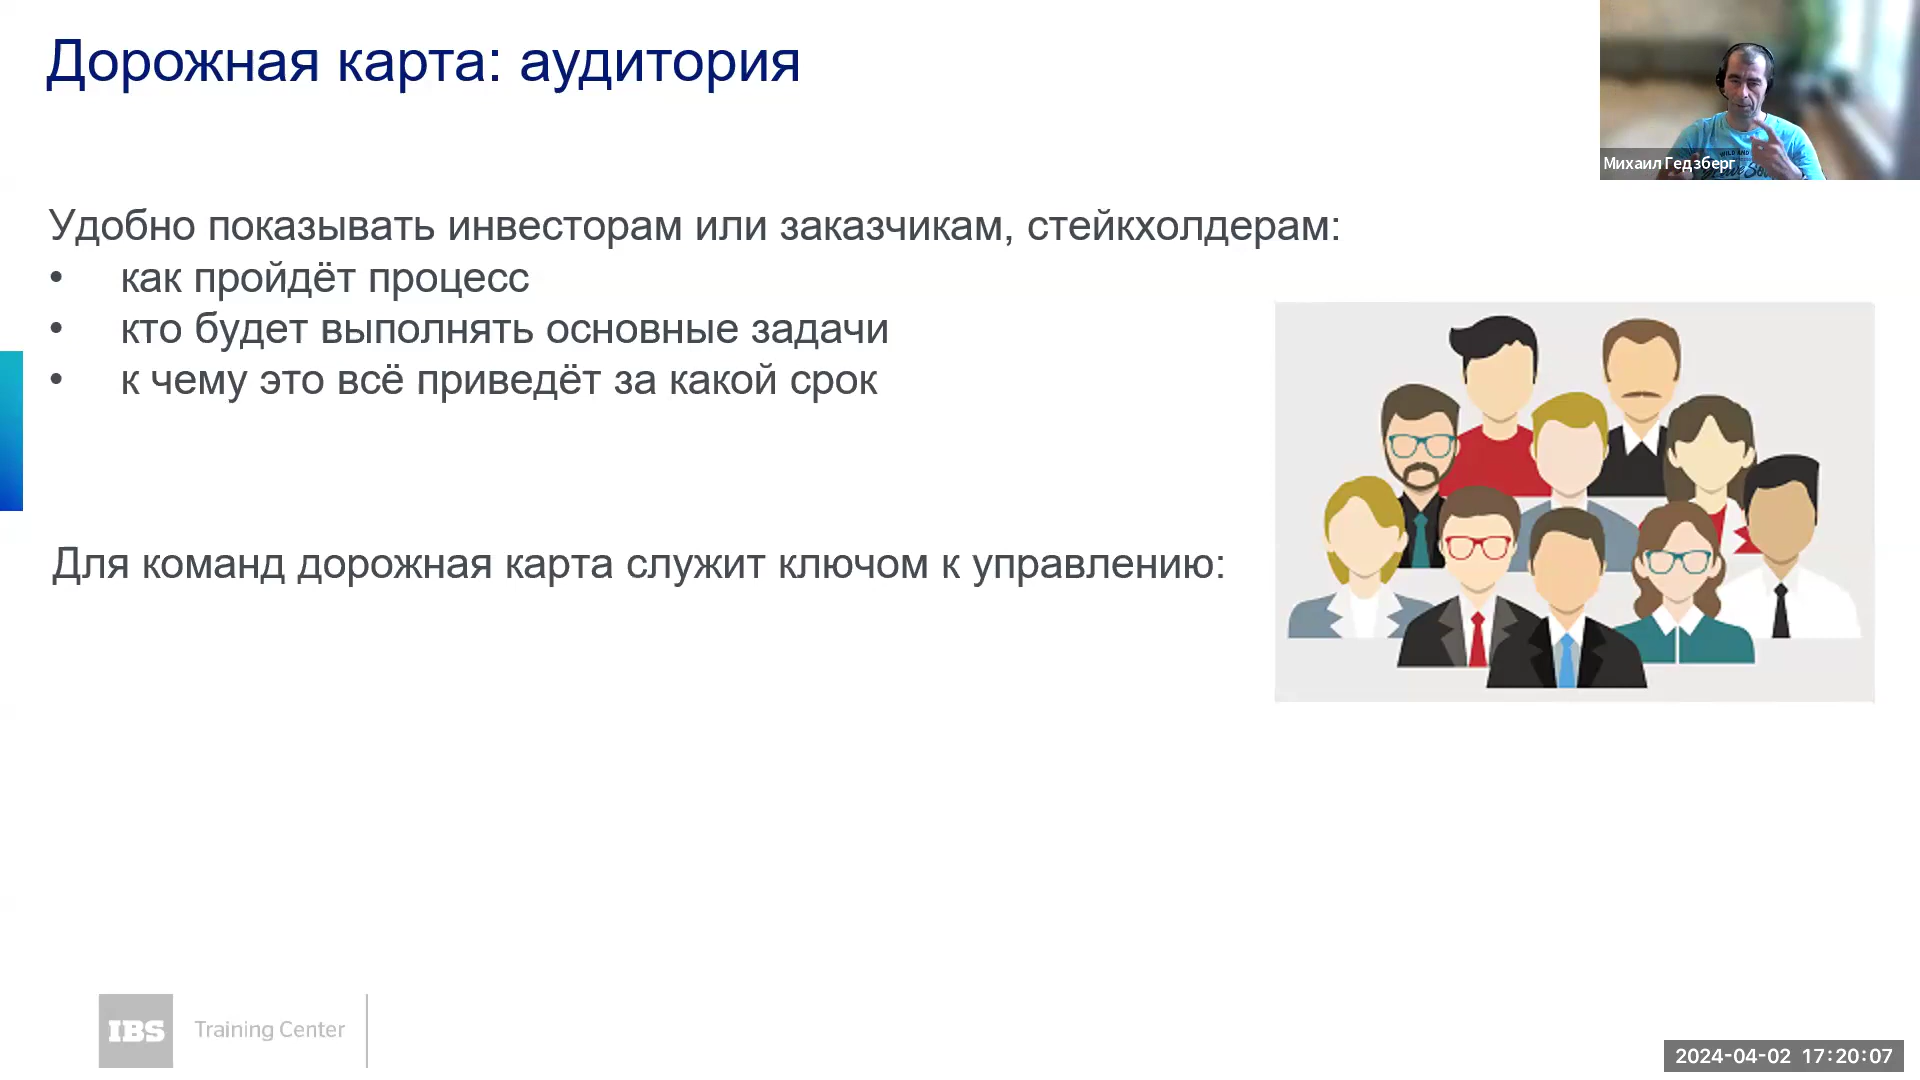 Дорожная карта: аудитория
Михаил Гедзберг
Удобно показывать инвесторам или заказчикам, стейкхолдерам:
• как пройдёт процесс
• кто будет выполнять основные задачи
• к чему это всё приведёт за какой срок
Для команд дорожная карта служит ключом к управлению:
IBS Training Center
2024-04-02 17:20:07